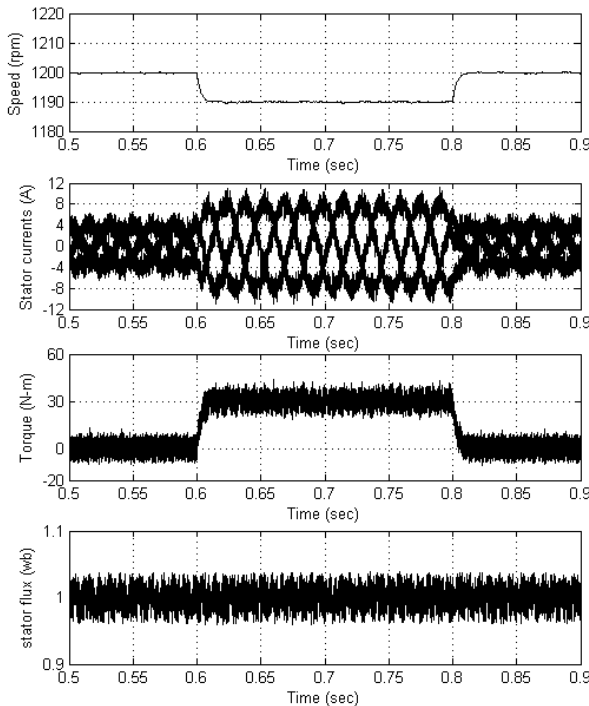 1220
1210
1200
1190
1180
Speed (rpm)
0.5 0.55 0.6 0.65 0.7 0.75 0.8 0.85 0.9
Time (sec)
12
8
4
0
-4
-8
-12
Stator currents (A)
0.5 0.55 0.6 0.65 0.7 0.75 0.8 0.85 0.9
Time (sec)
60
30
0
-20
Torque (N-m)
0.5 0.55 0.6 0.65 0.7 0.75 0.8 0.85 0.9
Time (sec)
1.1
1
0.9
stator flux (wb)
0.5 0.55 0.6 0.65 0.7 0.75 0.8 0.85 0.9
Time (sec)